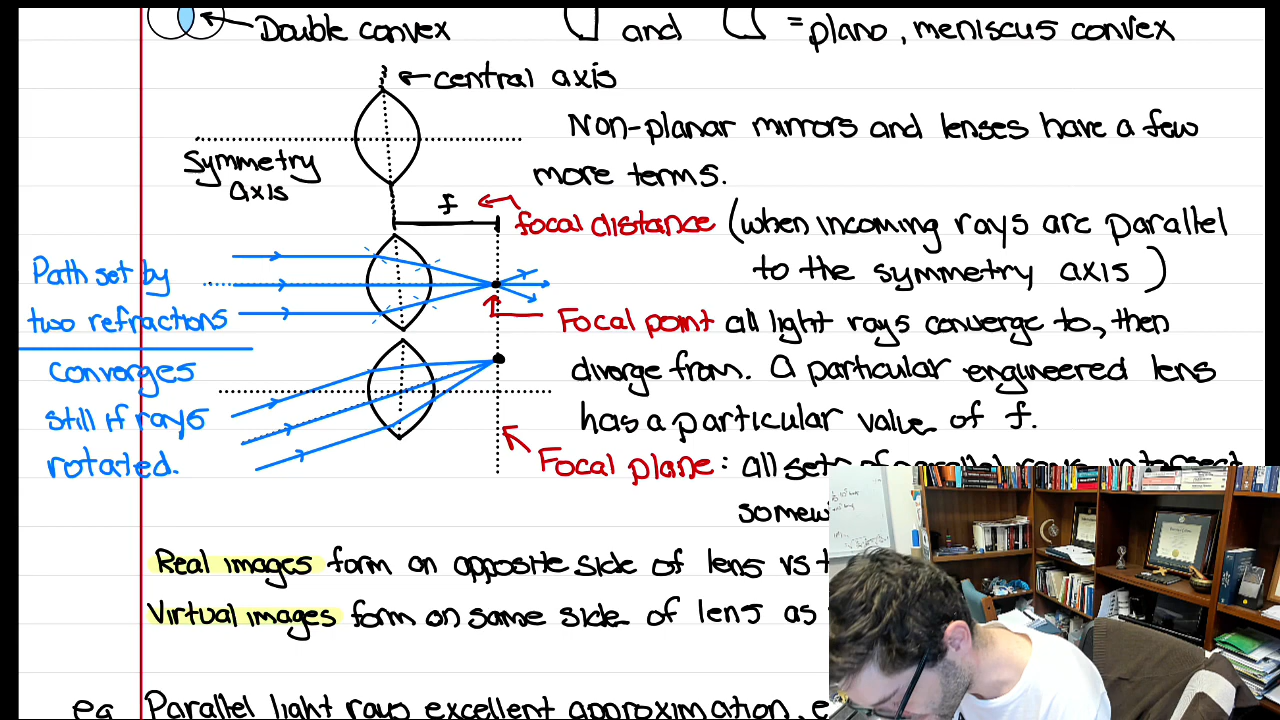 Double convex
and = plano, meniscus convex
central axis
Non-planar mirrors and lenses have a few
more terms.
Symmetry
axis
f
focal distance (when incoming rays are parallel
to the symmetry axis)
Path set by
two refractions
Focal point all light rays converge to, then
diverge from. A particular engineered lens
has a particular value of f.
converges
still if rays
rotated.
Focal plane: all sets of parallel rays intersect
Real images form on opposite side of lens vs
Virtual images form on same side of lens as
eg Parallel light rays excellent approximation,